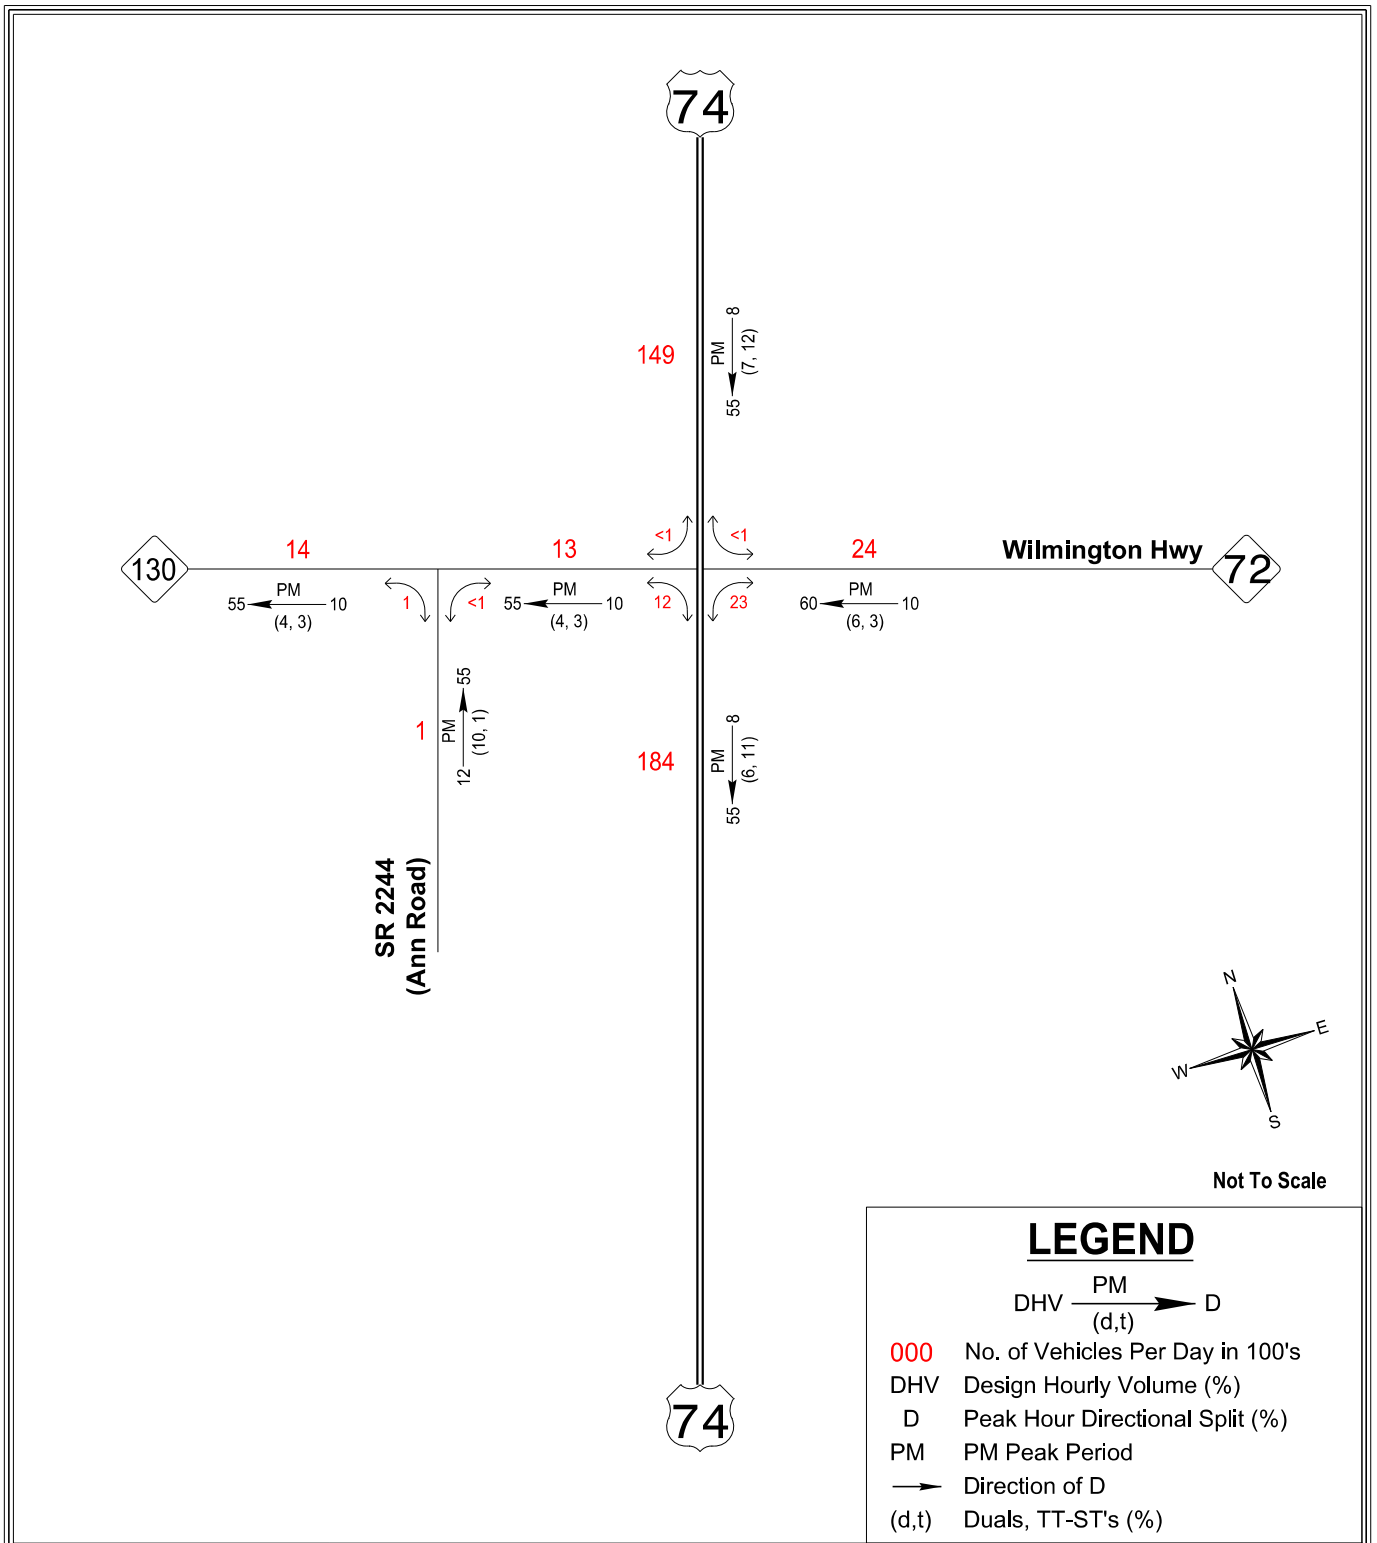 74
149
PM
8
(7, 12)
55
<1
<1
14
13
24
Wilmington Hwy
130
72
PM
55
10
(4, 3)
1
<1
PM
55
10
(4, 3)
12
23
PM
60
10
(6, 3)
1
PM
55
(10, 1)
12
184
PM
8
(6, 11)
55
SR 2244
(Ann Road)
N
E
W
S
Not To Scale
LEGEND
PM
DHV
D
(d,t)
000 No. of Vehicles Per Day in 100's
DHV Design Hourly Volume (%)
D Peak Hour Directional Split (%)
PM PM Peak Period
Direction of D
(d,t) Duals, TT-ST's (%)
74